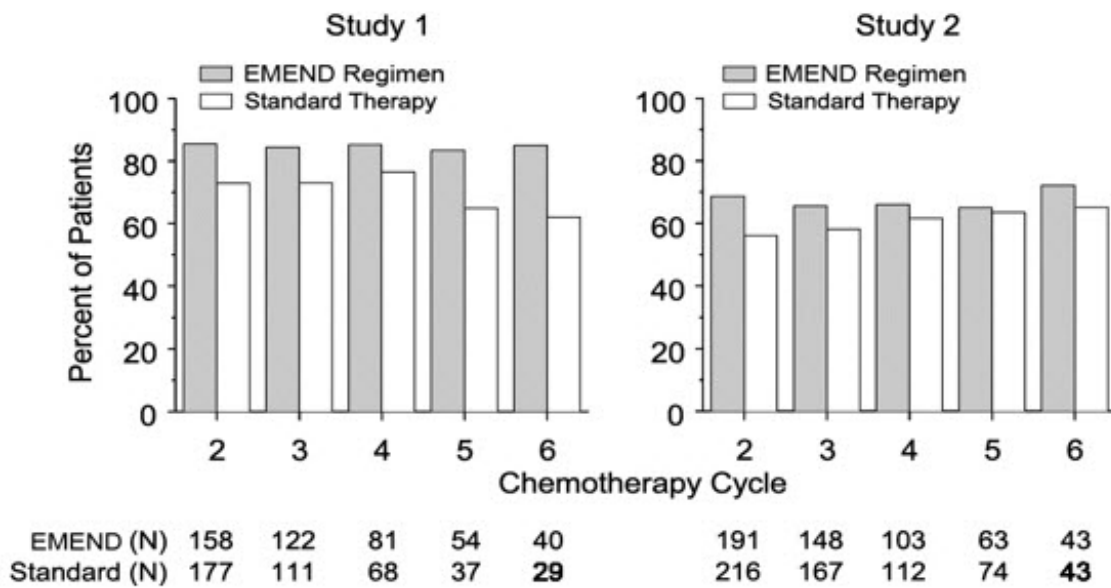 Study 1
EMEND Regimen
Standard Therapy
Percent of Patients
100
80
60
40
20
0
2 3 4 5 6
Study 2
EMEND Regimen
Standard Therapy
100
80
60
40
20
0
2 3 4 5 6
Chemotherapy Cycle
EMEND (N) 158 122 81 54 40 191 148 103 63 43
Standard (N) 177 111 68 37 29 216 167 112 74 43